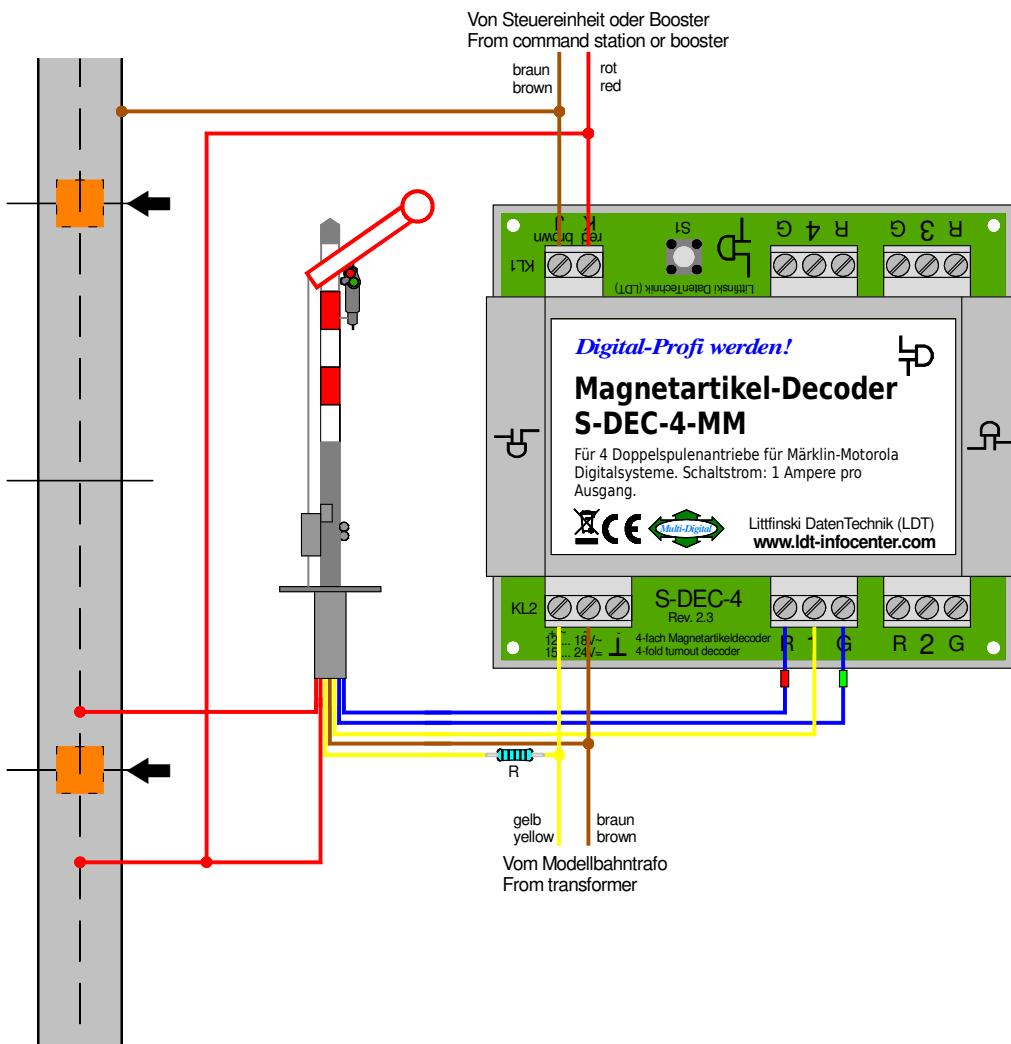 Von Steuereinheit oder Booster
From command station or booster
braun
brown
rot
red
J K
brown red
KL1
S1
Littfinski DatenTechnik (LDT)
G 4 R
G 3 R
Digital-Profi werden!
Magnetartikel-Decoder
S-DEC-4-MM
Für 4 Doppelspulenantriebe für Märklin-Motorola
Digitalsysteme. Schaltstrom: 1 Ampere pro
Ausgang.
CE
Multi-Digital
Littfinski DatenTechnik (LDT)
www.ldt-infocenter.com
KL2
S-DEC-4
Rev. 2.3
12... 18V~
15... 24V=
4-fach Magnetartikeldecoder
4-fold turnout decoder
R 1 G
R 2 G
R
gelb
yellow
braun
brown
Vom Modellbahntrafo
From transformer